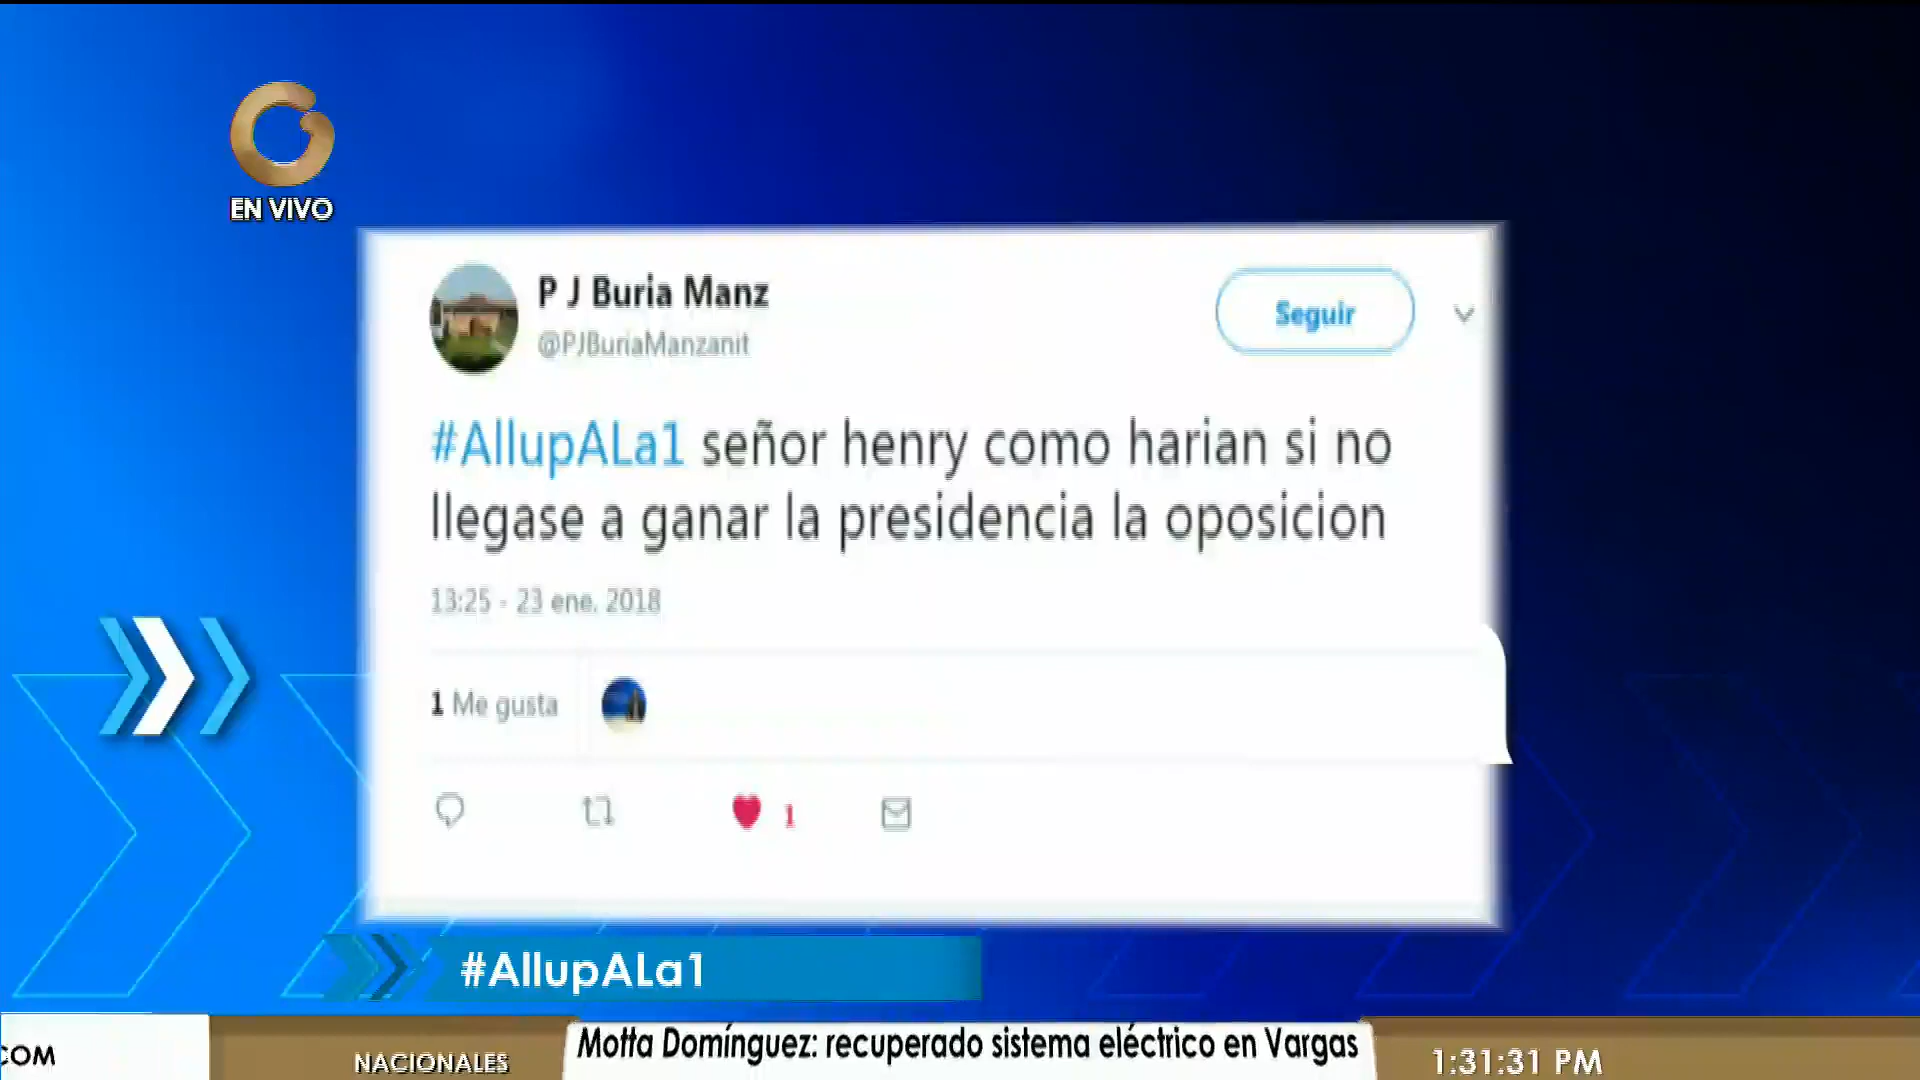 EN VIVO
P J Buria Manz
@PJBuriaManzanit
Seguir
#AllupALa1 señor henry como harian si no
llegase a ganar la presidencia la oposicion
13:25 - 23 ene. 2018
1 Me gusta
1
#AllupALa1
COM
NACIONALES
Motta Domínguez: recuperado sistema eléctrico en Vargas
1:31:31 PM